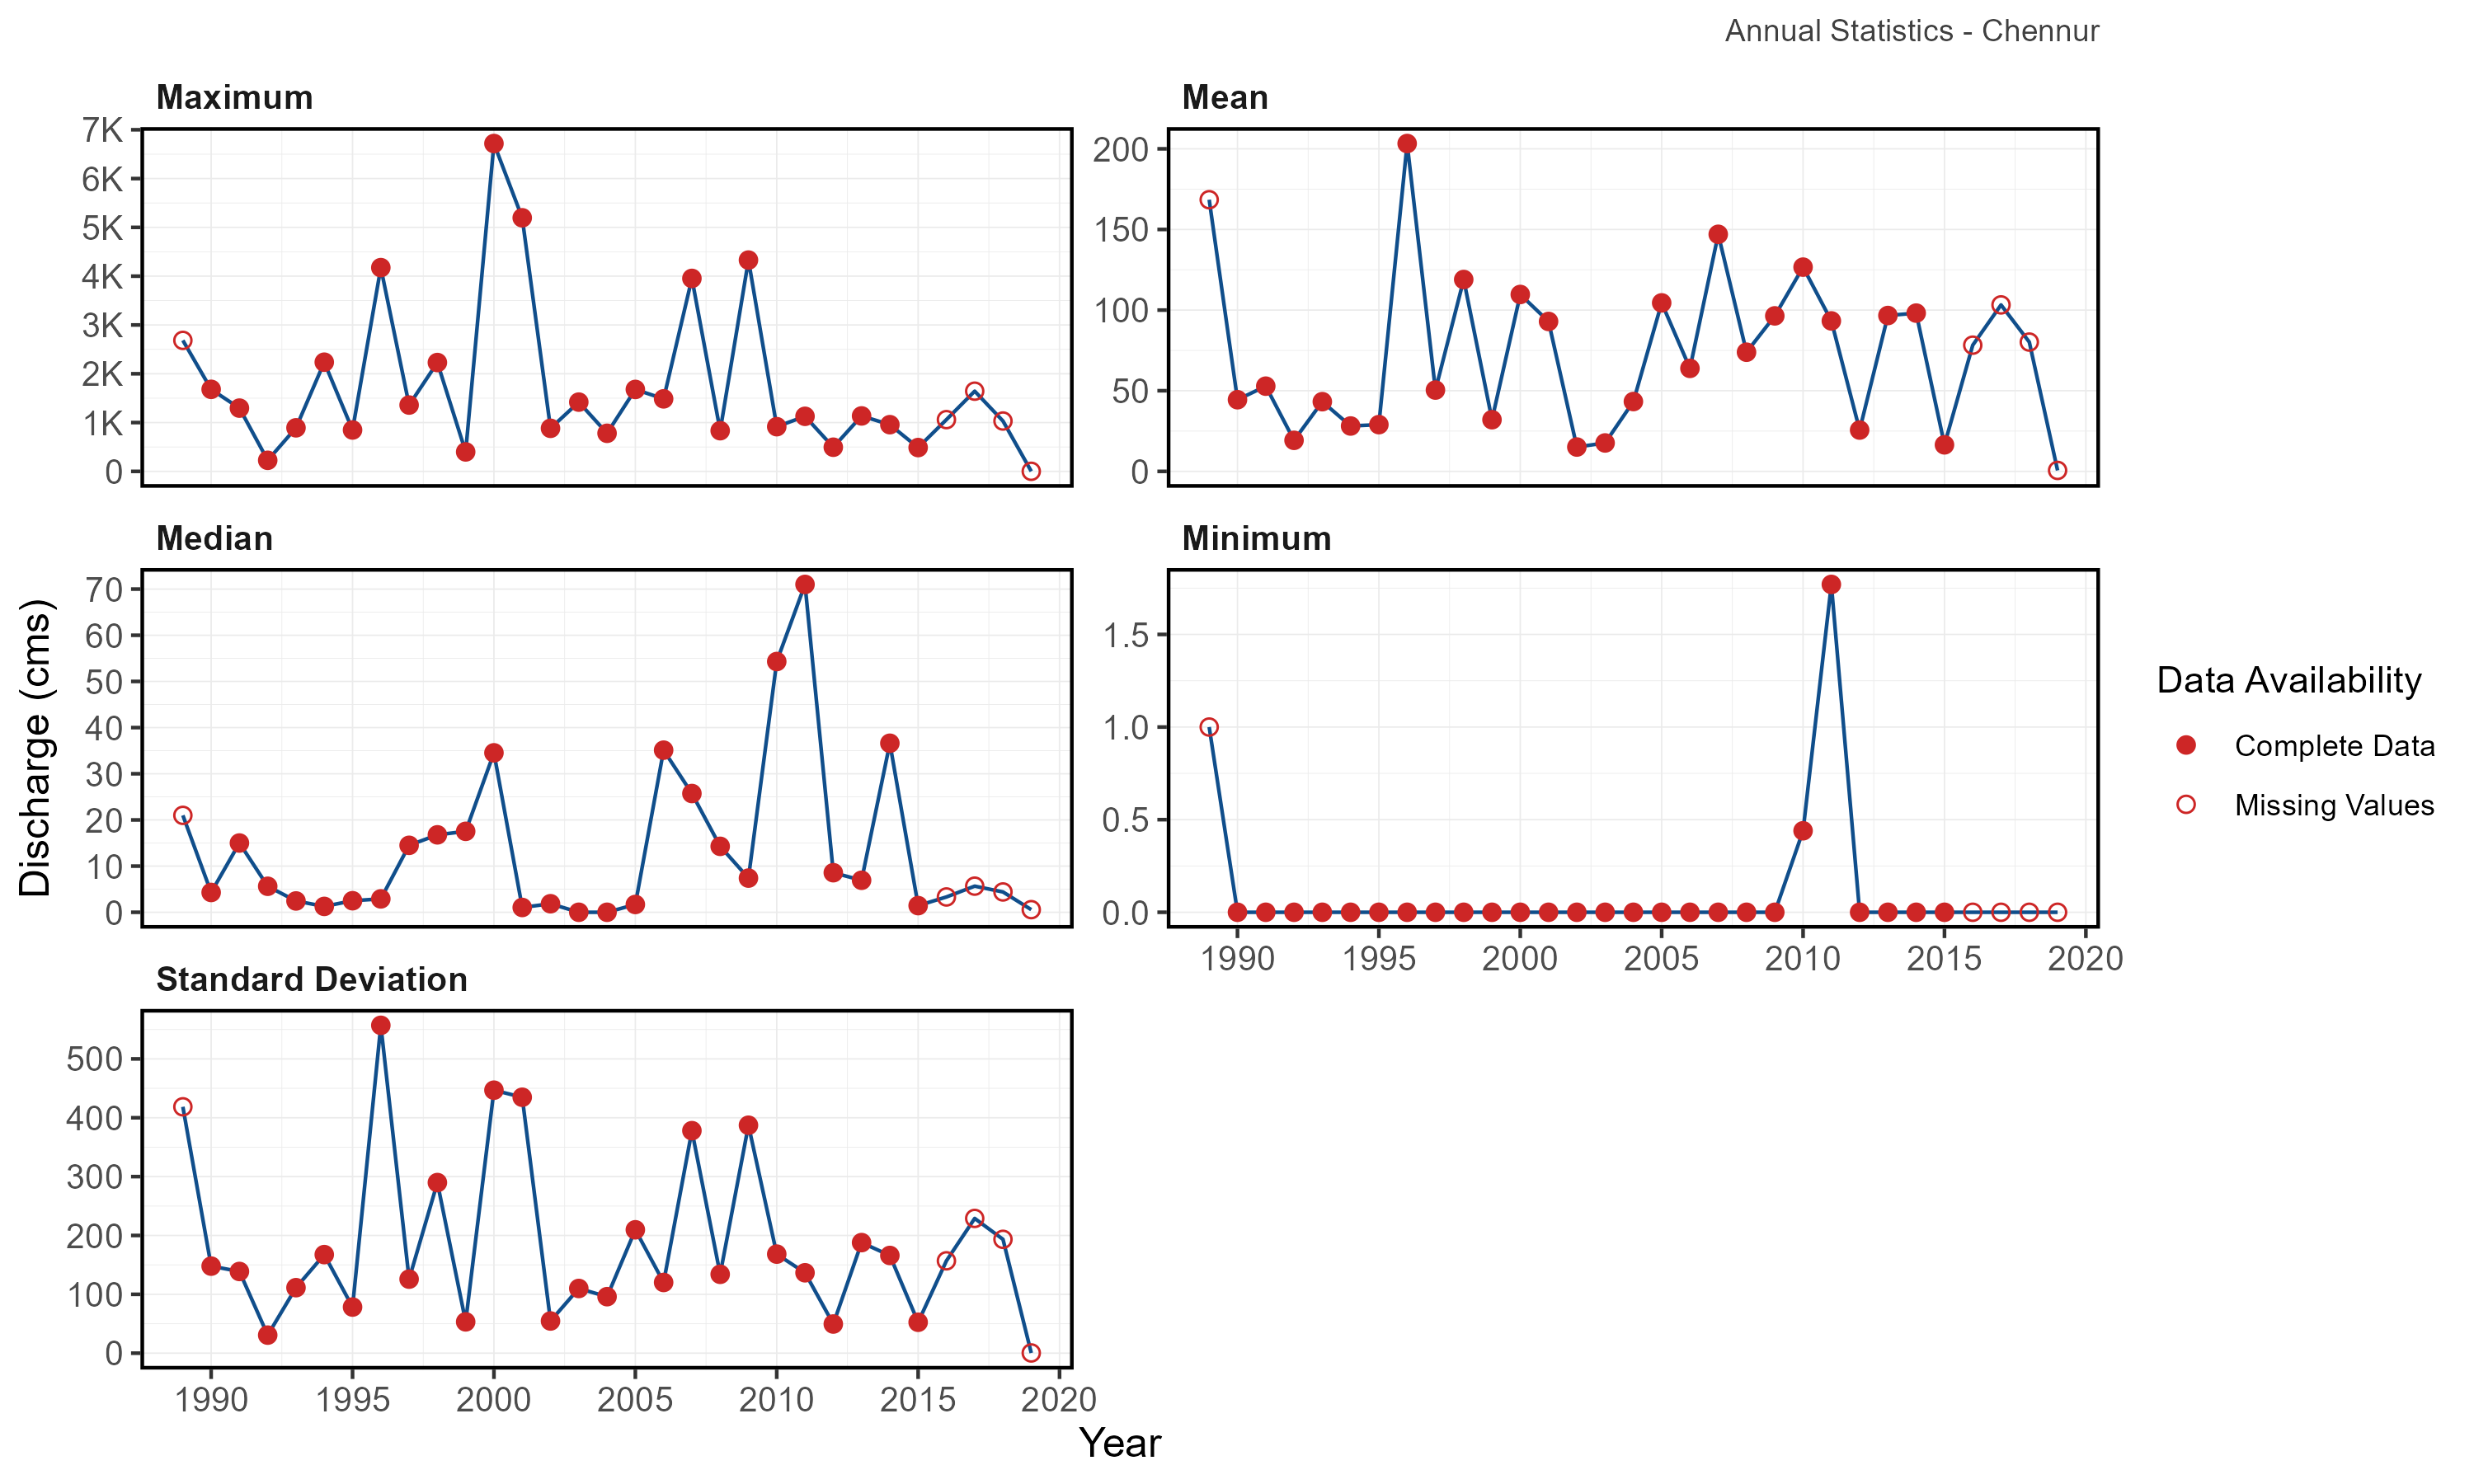 Annual Statistics - Chennur
Maximum
7K
6K
5K
4K
3K
2K
1K
0
Mean
200
150
100
50
0
Discharge (cms)
Median
70
60
50
40
30
20
10
0
Minimum
1.5
1.0
0.5
0.0
1990 1995 2000 2005 2010 2015 2020
Data Availability
Complete Data
Missing Values
Standard Deviation
500
400
300
200
100
0
1990 1995 2000 2005 2010 2015 2020
Year